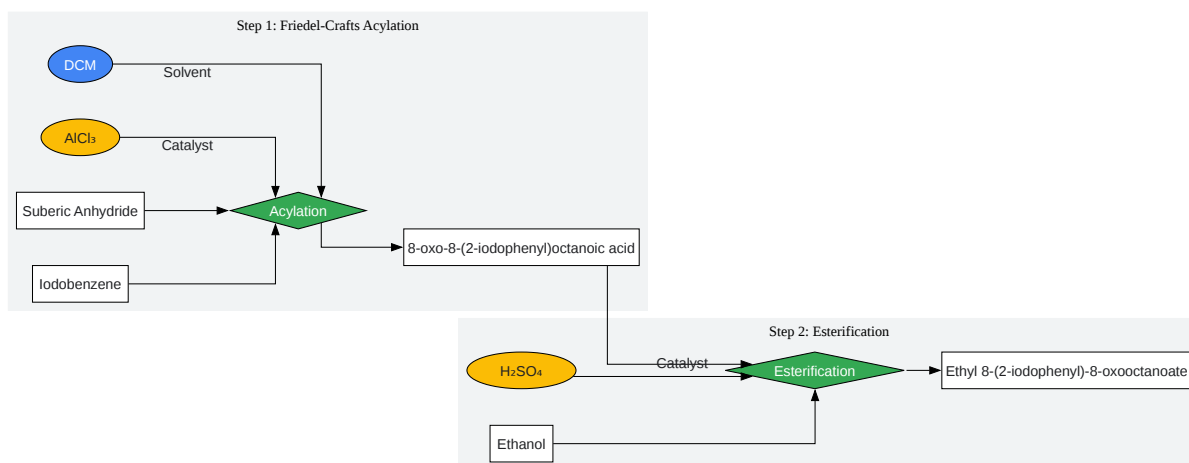 Step 1: Friedel-Crafts Acylation
DCM
Solvent
AlCl₃
Catalyst
Suberic Anhydride
Acylation
8-oxo-8-(2-iodophenyl)octanoic acid
Iodobenzene
Step 2: Esterification
Catalyst
H₂SO₄
Esterification
Ethyl 8-(2-iodophenyl)-8-oxooctanoate
Ethanol